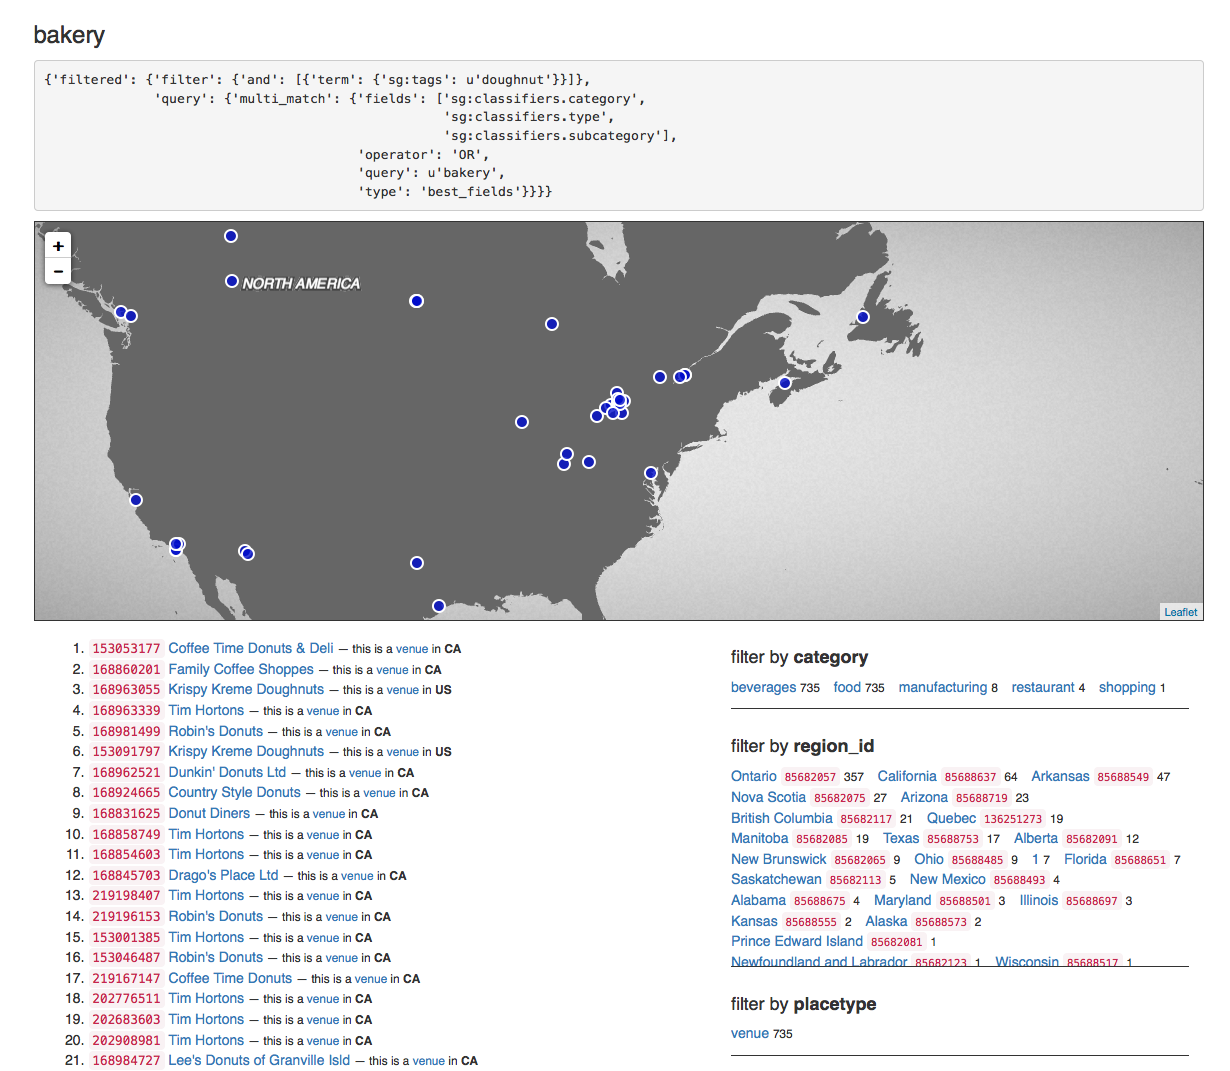 bakery
{'filtered': {'filter': {'and': [{'term': {'sg:tags': u'doughnut'}}]},
'query': {'multi_match': {'fields': ['sg:classifiers.category',
'sg:classifiers.type',
'sg:classifiers.subcategory'],
'operator': 'OR',
'query': u'bakery',
'type': 'best_fields'}}}}
+
−
NORTH AMERICA
Leaflet
1. 153053177 Coffee Time Donuts & Deli — this is a venue in CA
2. 168860201 Family Coffee Shoppes — this is a venue in CA
3. 168963055 Krispy Kreme Doughnuts — this is a venue in US
4. 168963339 Tim Hortons — this is a venue in CA
5. 168981499 Robin's Donuts — this is a venue in CA
6. 153091797 Krispy Kreme Doughnuts — this is a venue in US
7. 168962521 Dunkin' Donuts Ltd — this is a venue in CA
8. 168924665 Country Style Donuts — this is a venue in CA
9. 168831625 Donut Diners — this is a venue in CA
10. 168858749 Tim Hortons — this is a venue in CA
11. 168854603 Tim Hortons — this is a venue in CA
12. 168845703 Drago's Place Ltd — this is a venue in CA
13. 219198407 Tim Hortons — this is a venue in CA
14. 219196153 Robin's Donuts — this is a venue in CA
15. 153001385 Tim Hortons — this is a venue in CA
16. 153046487 Robin's Donuts — this is a venue in CA
17. 219167147 Coffee Time Donuts — this is a venue in CA
18. 202776511 Tim Hortons — this is a venue in CA
19. 202683603 Tim Hortons — this is a venue in CA
20. 202908981 Tim Hortons — this is a venue in CA
21. 168984727 Lee's Donuts of Granville Isld — this is a venue in CA
filter by category
beverages 735 food 735 manufacturing 8 restaurant 4 shopping 1
filter by region_id
Ontario 85682057 357 California 85688637 64 Arkansas 85688549 47
Nova Scotia 85682075 27 Arizona 85688719 23
British Columbia 85682117 21 Quebec 136251273 19
Manitoba 85682085 19 Texas 85688753 17 Alberta 85682091 12
New Brunswick 85682065 9 Ohio 85688485 9 1 7 Florida 85688651 7
Saskatchewan 85682113 5 New Mexico 85688493 4
Alabama 85688675 4 Maryland 85688501 3 Illinois 85688697 3
Kansas 85688555 2 Alaska 85688573 2
Prince Edward Island 85682081 1
Newfoundland and Labrador 85682123 1 Wisconsin 85688517 1
filter by placetype
venue 735